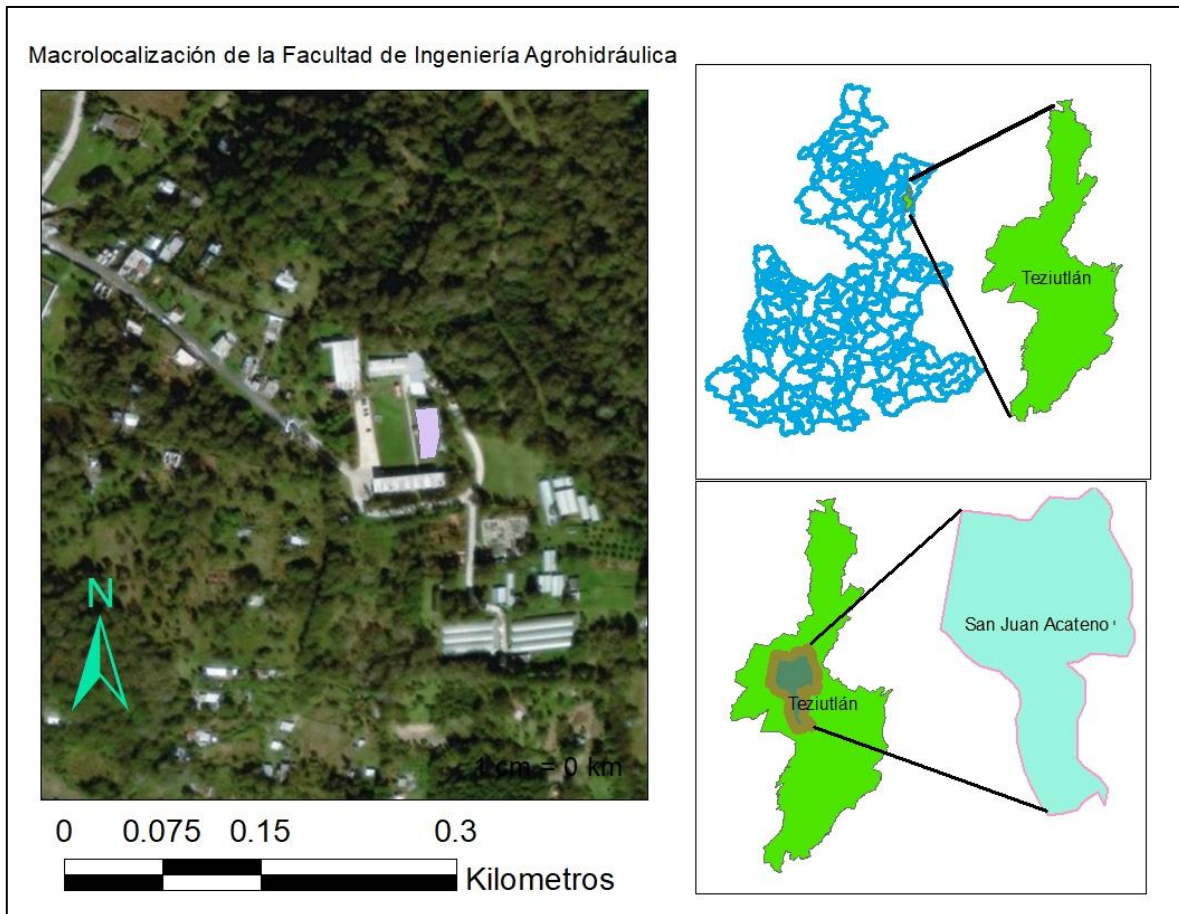 Macrolocalización de la Facultad de Ingeniería Agrohidráulica
Teziutlán
N
1 cm = 0 km
0 0.075 0.15 0.3
Kilometros
San Juan Acateno
Teziutlán